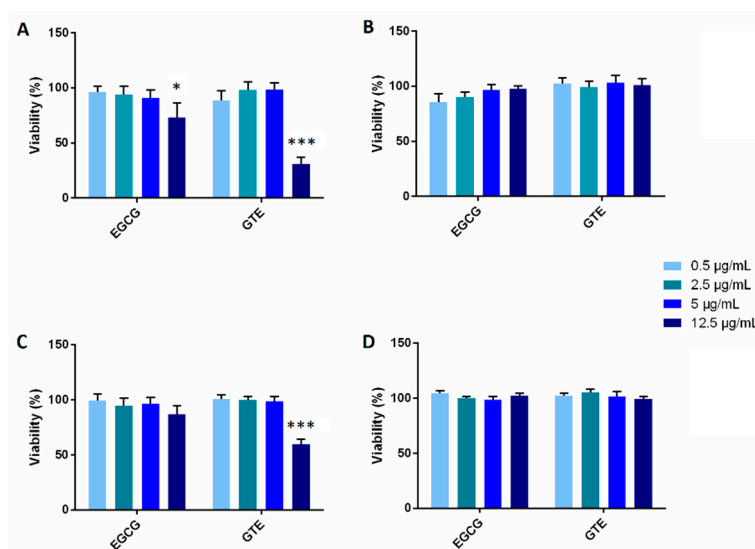 A
150
100
50
0
Viability (%)
*
***
EGCG
GTE
B
150
100
50
0
Viability (%)
EGCG
GTE
0.5 µg/mL
2.5 µg/mL
5 µg/mL
12.5 µg/mL
C
150
100
50
0
Viability (%)
***
EGCG
GTE
D
150
100
50
0
Viability (%)
EGCG
GTE